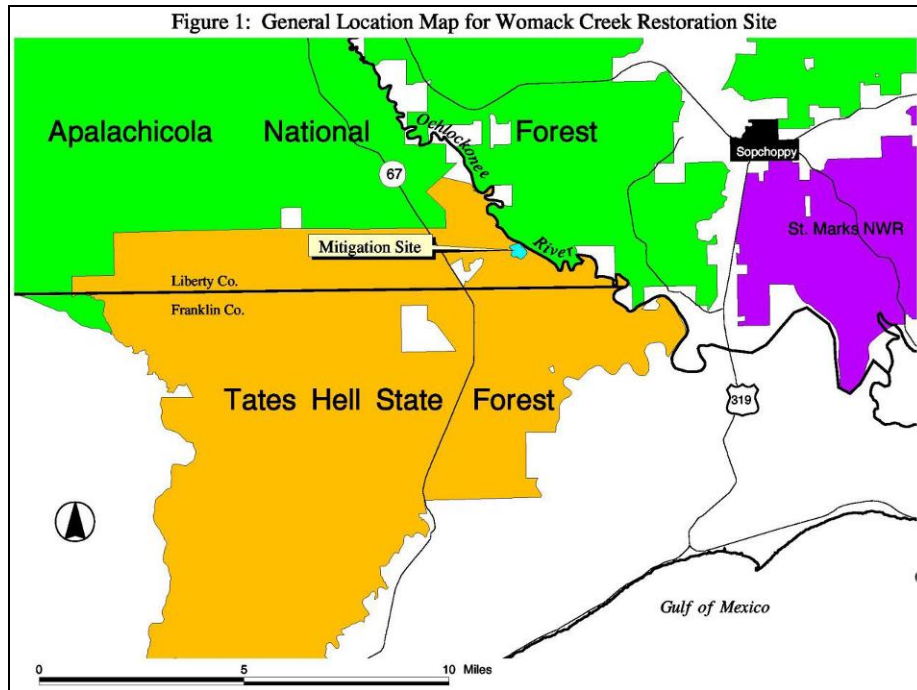 Figure 1: General Location Map for Womack Creek Restoration Site
Apalachicola National Forest
Ochlockonee
River
Sopchoppy
67
St. Marks NWR
Mitigation Site
Liberty Co.
Franklin Co.
Tates Hell State Forest
319
Gulf of Mexico
0 5 10 Miles